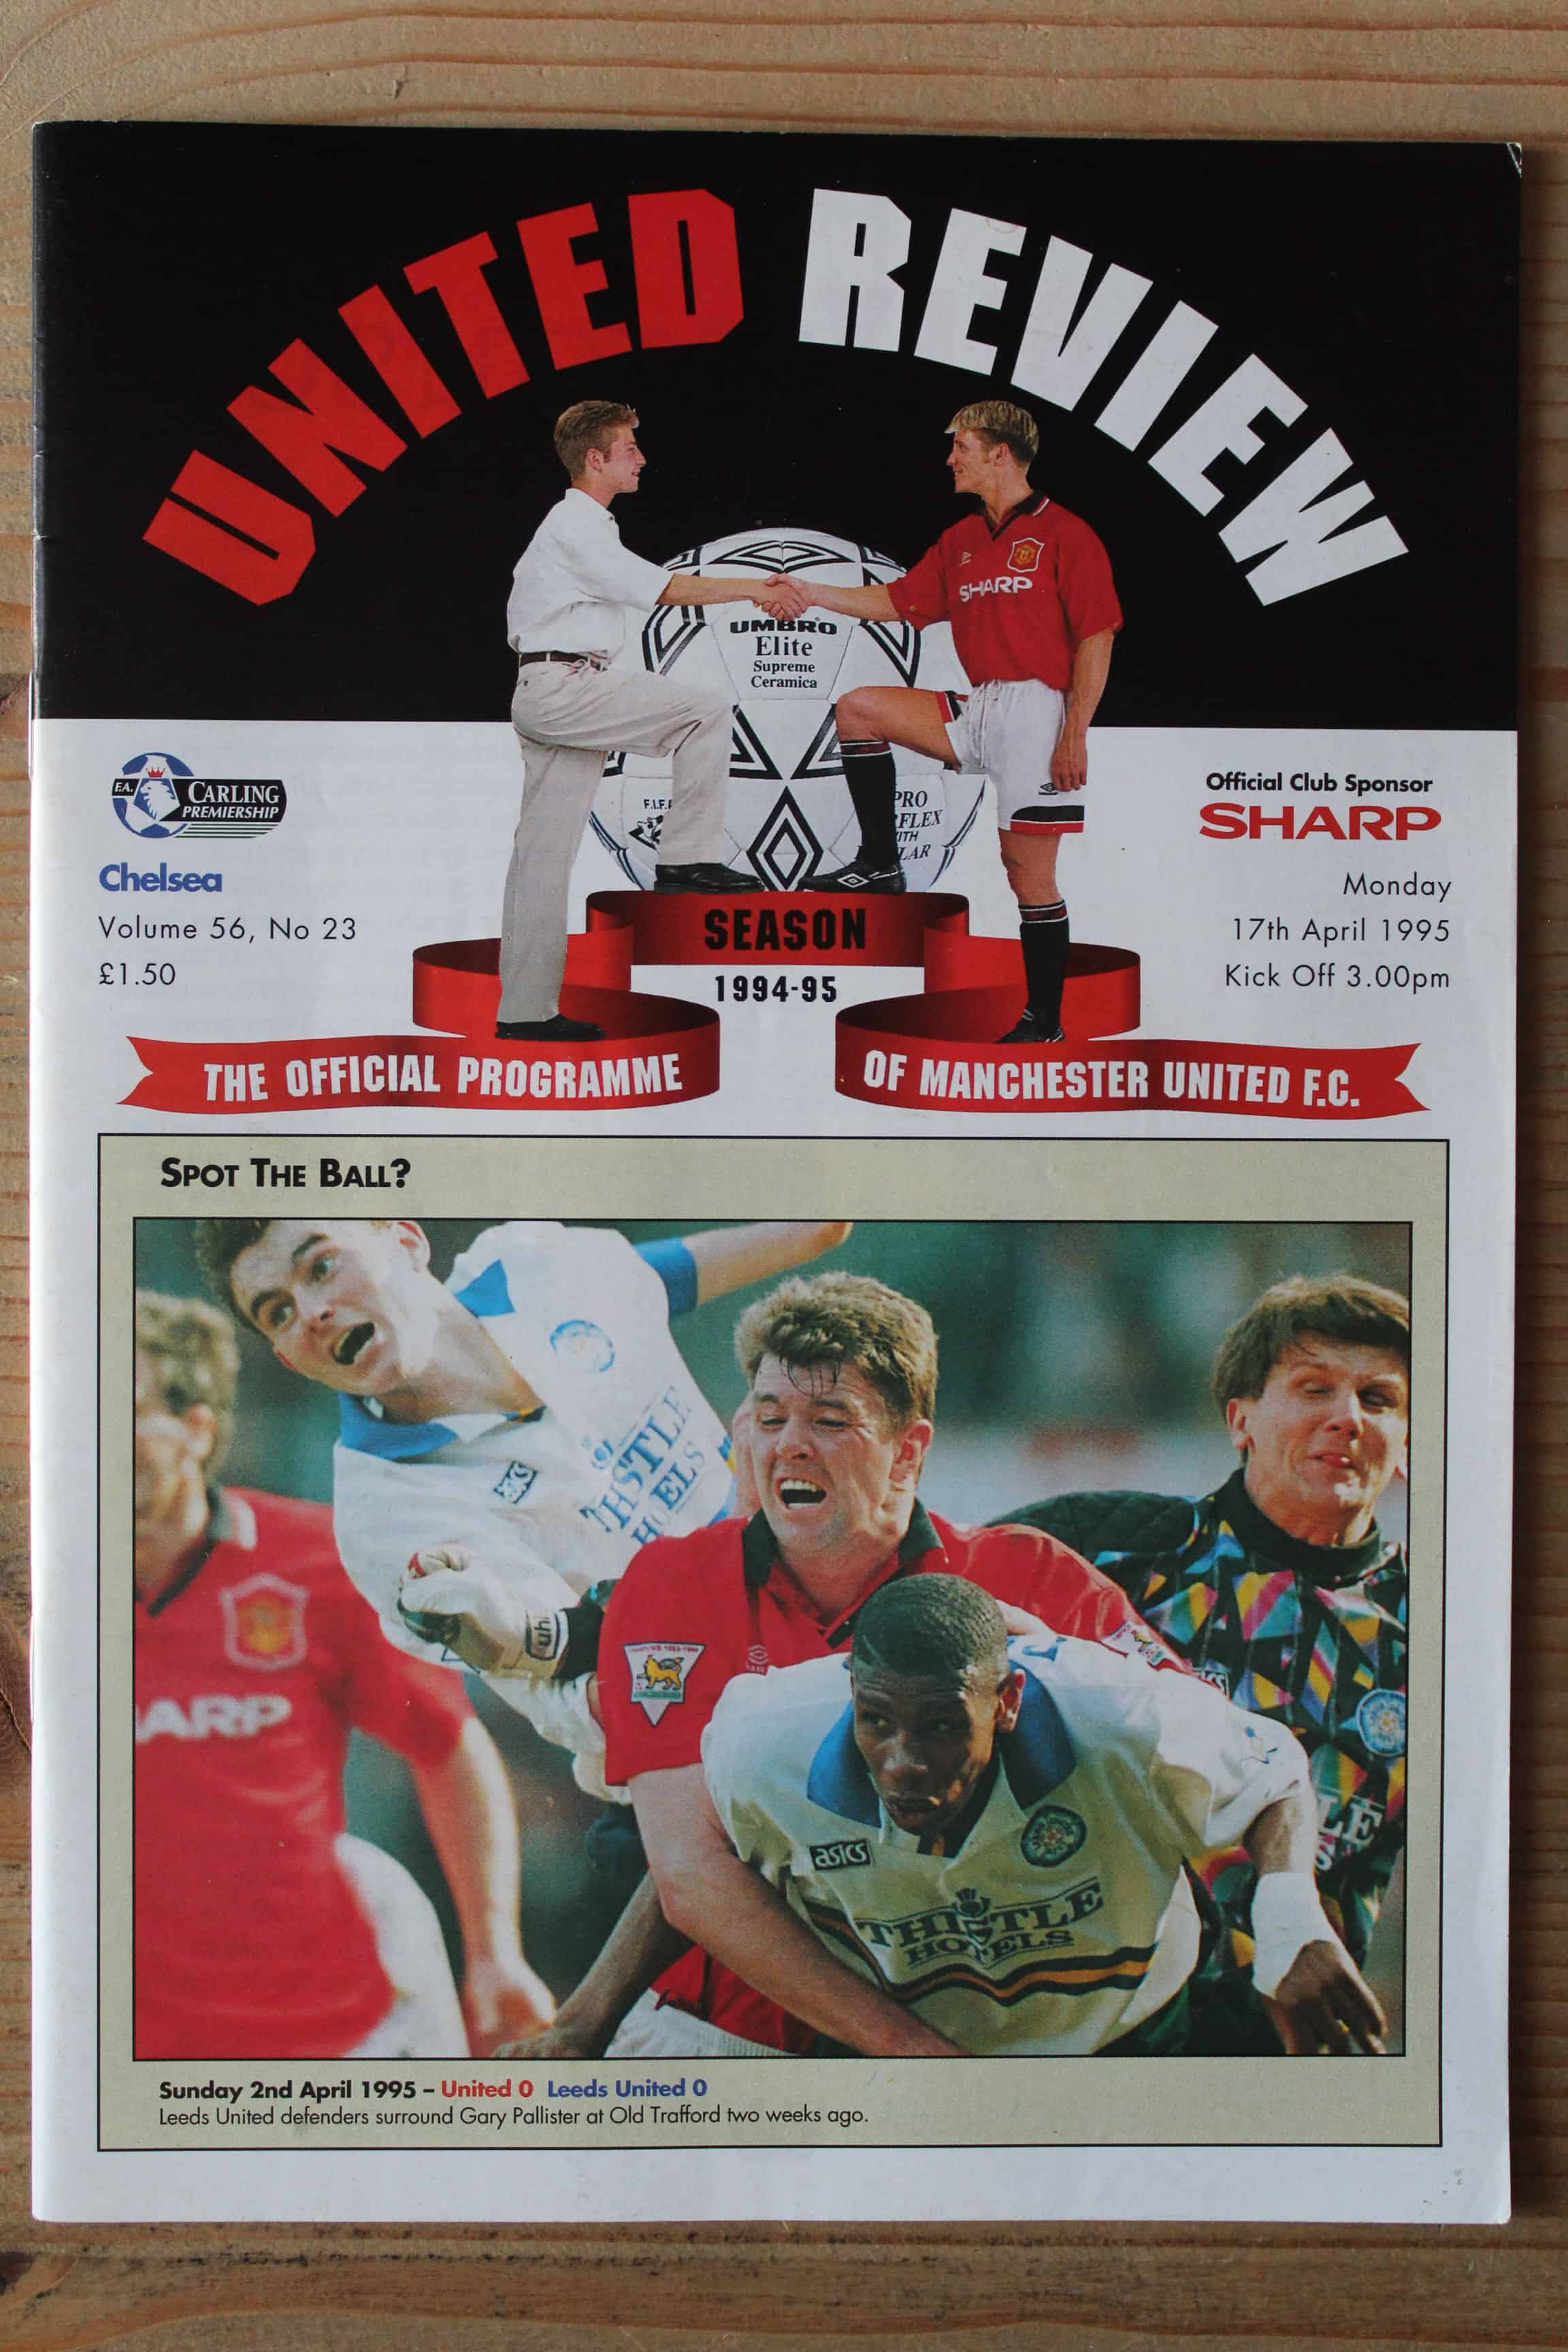 UNITED REVIEW
SHARP
UMBRO
Elite
Supreme
Ceramica
F.A. CARLING
PREMIERSHIP
Official Club Sponsor
SHARP
Chelsea
Volume 56, No 23
£1.50
Monday
17th April 1995
Kick Off 3.00pm
PRO
SEASON
1994-95
THE OFFICIAL PROGRAMME
OF MANCHESTER UNITED F.C.
SPOT THE BALL?
THISTLE
HOTELS
uhl
ARP
asics
THISTLE
HOTELS
Sunday 2nd April 1995 – United 0 Leeds United 0
Leeds United defenders surround Gary Pallister at Old Trafford two weeks ago.